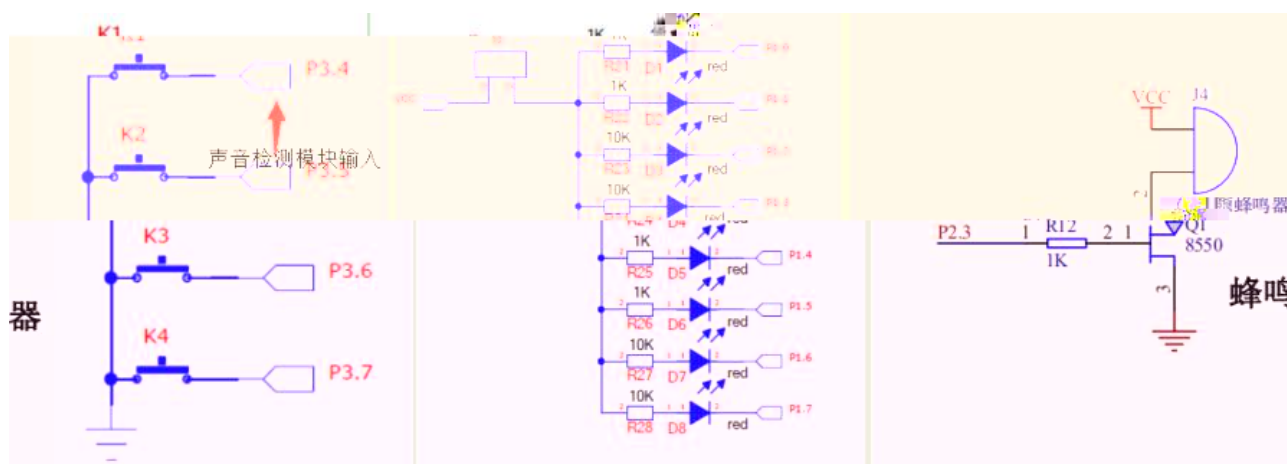 K1
P3.4
K2
声音检测模块输入
P3.5
K3
P3.6
K4
P3.7
器
VCC
1K
R21 D1 red
1K
R22 D2 red
10K
R23 D3 red
10K
R24 D4 red
1K
R25 D5 red P1.4
1K
R26 D6 red P1.5
10K
R27 D7 red P1.6
10K
R28 D8 red P1.7
VCC J4
蜂鸣器
P2.3 1 R12 2 1 Q1
1K 8550
3
蜂鸣